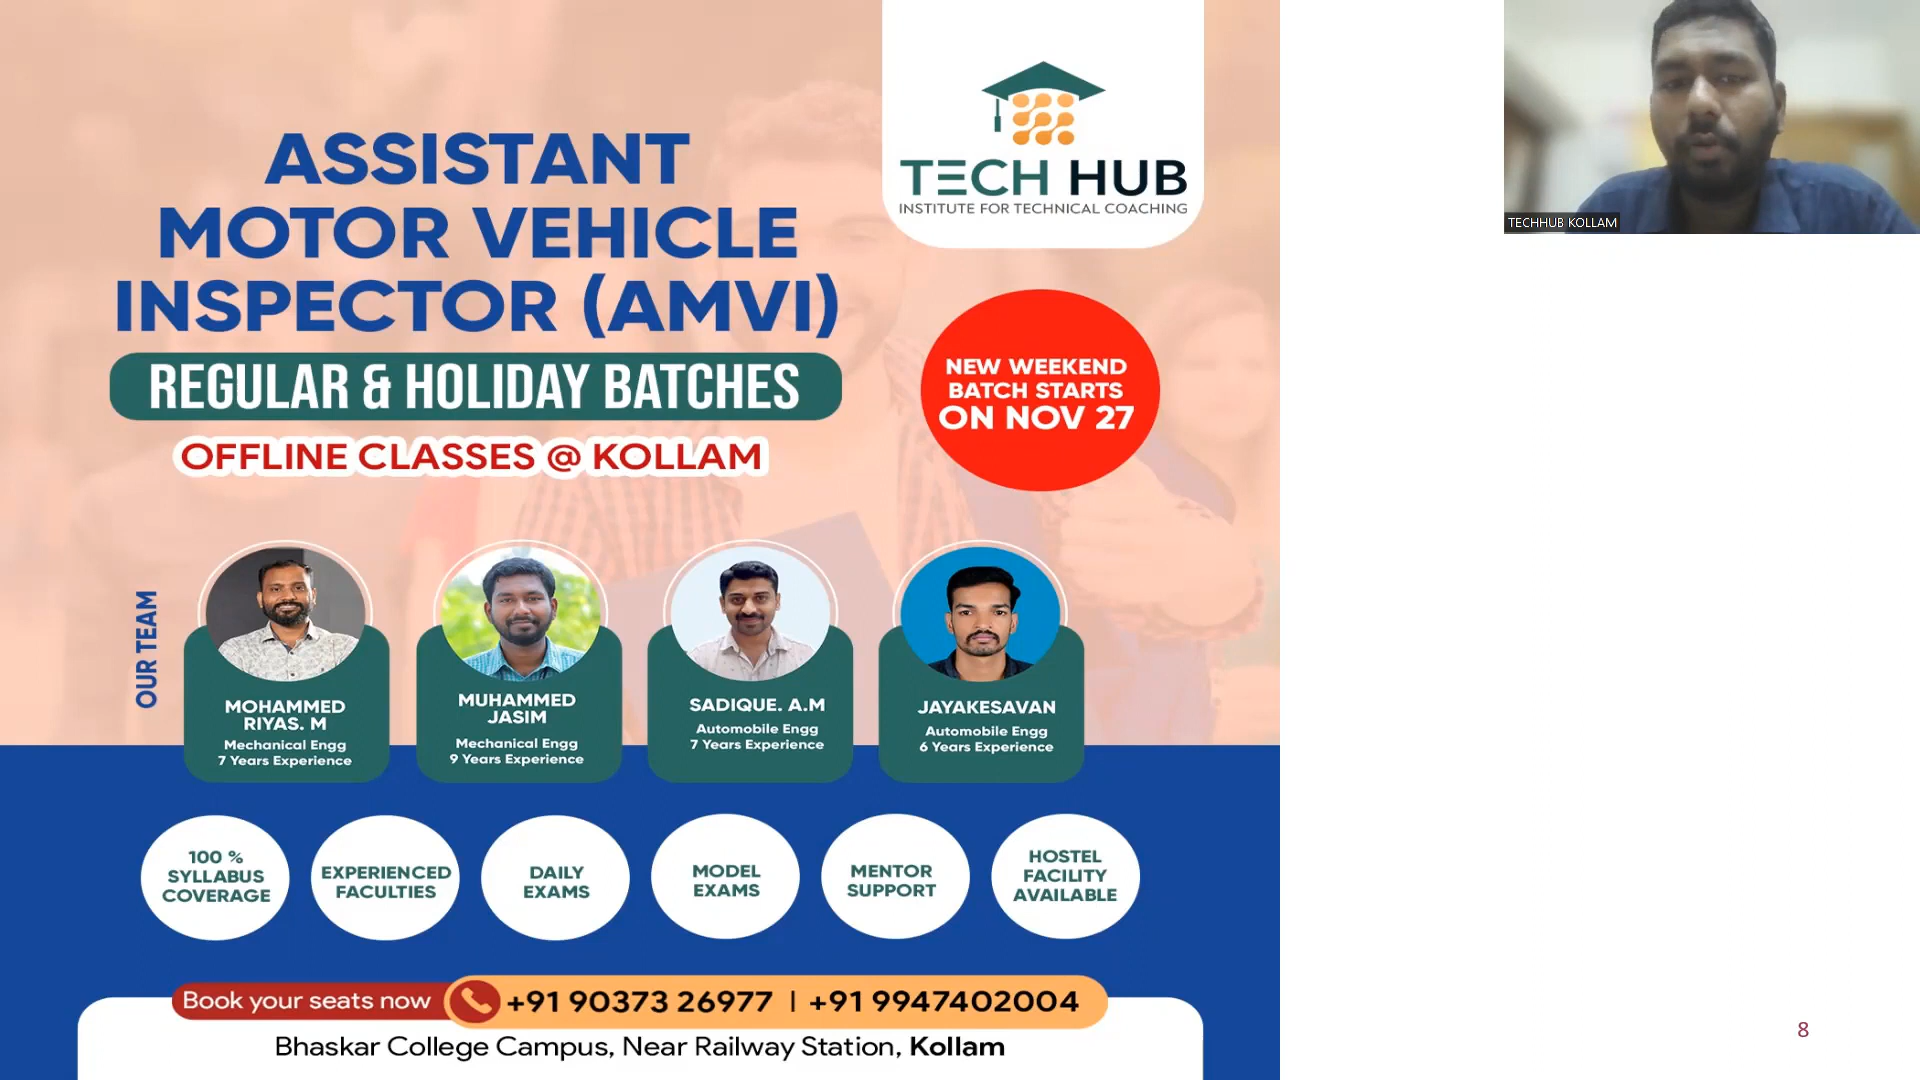 ASSISTANT
MOTOR VEHICLE
INSPECTOR (AMVI)
REGULAR & HOLIDAY BATCHES
OFFLINE CLASSES @ KOLLAM
TECH HUB
INSTITUTE FOR TECHNICAL COACHING
NEW WEEKEND
BATCH STARTS
ON NOV 27
TECHHUB KOLLAM
OUR TEAM
MOHAMMED
RIYAS. M
Mechanical Engg
7 Years Experience
MUHAMMED
JASIM
Mechanical Engg
9 Years Experience
SADIQUE. A.M
Automobile Engg
7 Years Experience
JAYAKESAVAN
Automobile Engg
6 Years Experience
100 %
SYLLABUS
COVERAGE
EXPERIENCED
FACULTIES
DAILY
EXAMS
MODEL
EXAMS
MENTOR
SUPPORT
HOSTEL
FACILITY
AVAILABLE
Book your seats now +91 90373 26977 | +91 9947402004
Bhaskar College Campus, Near Railway Station, Kollam
8